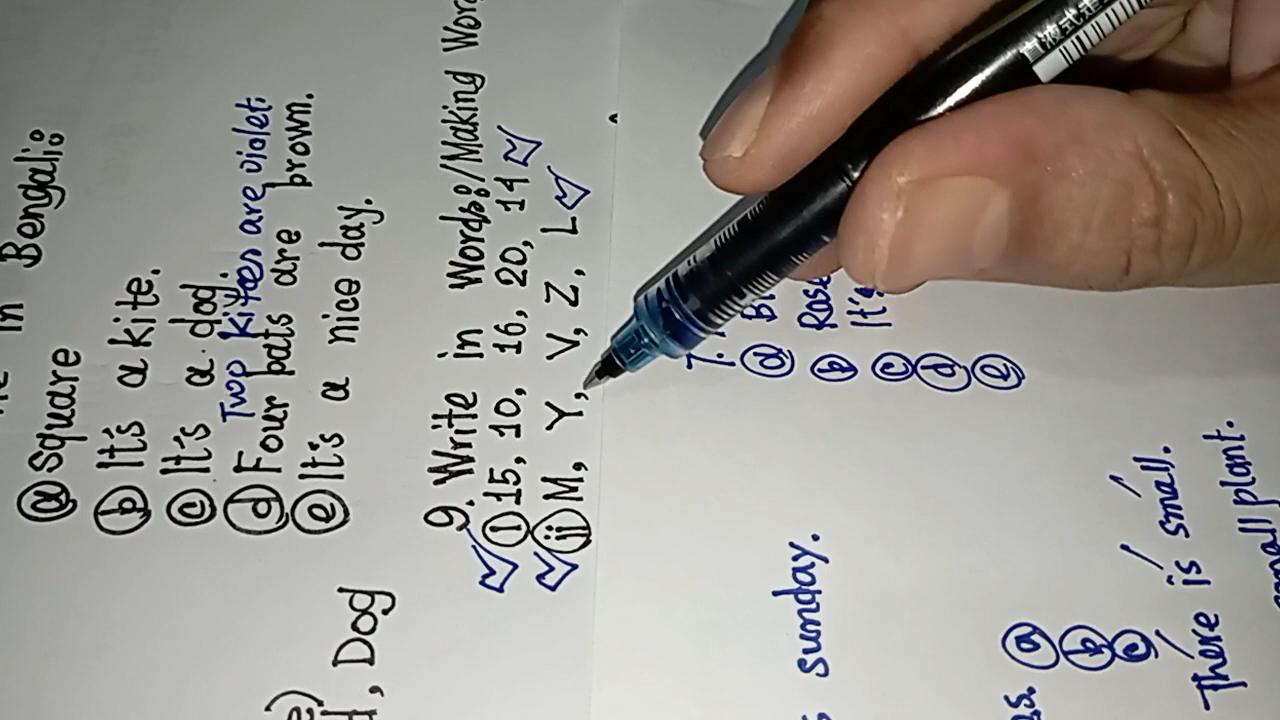 in Bengali:
ⓐ square
ⓑ It's a kite.
ⓒ It's a dog.
Two kites are violet.
ⓓ Four bats are brown.
ⓔ It's a nice day.
9. Write in Words:/Making
ⓘ 15, 10, 16, 20, 14
ⓘⓘ M, Y, V, Z, L
, Dog
7.
ⓐ
ⓑ Rose
ⓒ It's
ⓓ
ⓔ
sunday.
ⓐ
ⓑ
ⓒ
There is small.
small plant.